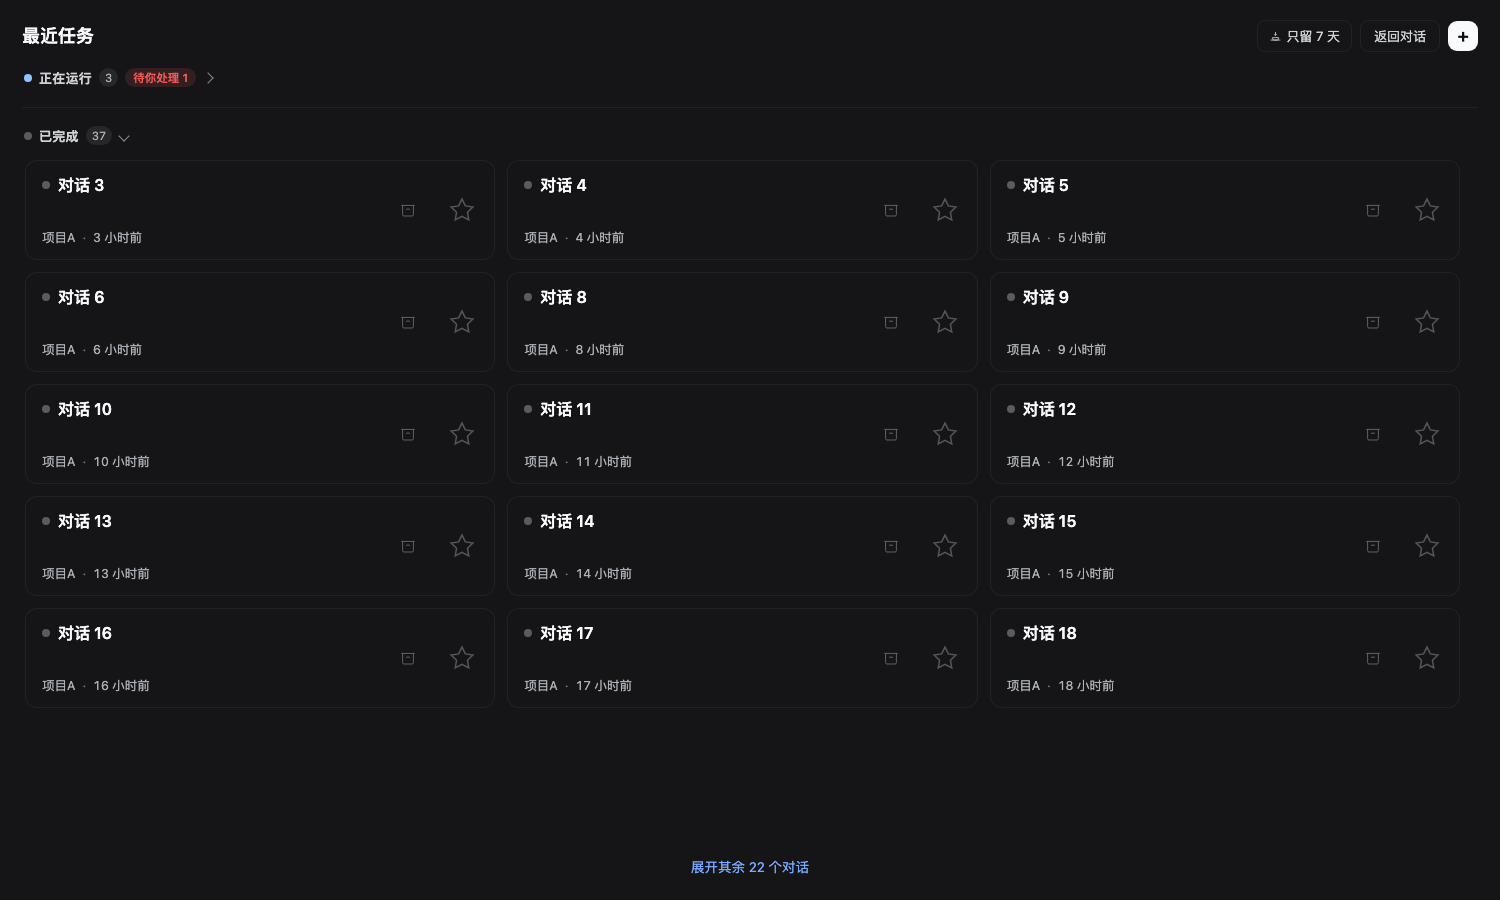 最近任务
只留 7 天
返回对话
正在运行 3 待你处理 1
已完成 37
对话 3
项目A · 3 小时前
对话 4
项目A · 4 小时前
对话 5
项目A · 5 小时前
对话 6
项目A · 6 小时前
对话 8
项目A · 8 小时前
对话 9
项目A · 9 小时前
对话 10
项目A · 10 小时前
对话 11
项目A · 11 小时前
对话 12
项目A · 12 小时前
对话 13
项目A · 13 小时前
对话 14
项目A · 14 小时前
对话 15
项目A · 15 小时前
对话 16
项目A · 16 小时前
对话 17
项目A · 17 小时前
对话 18
项目A · 18 小时前
展开其余 22 个对话